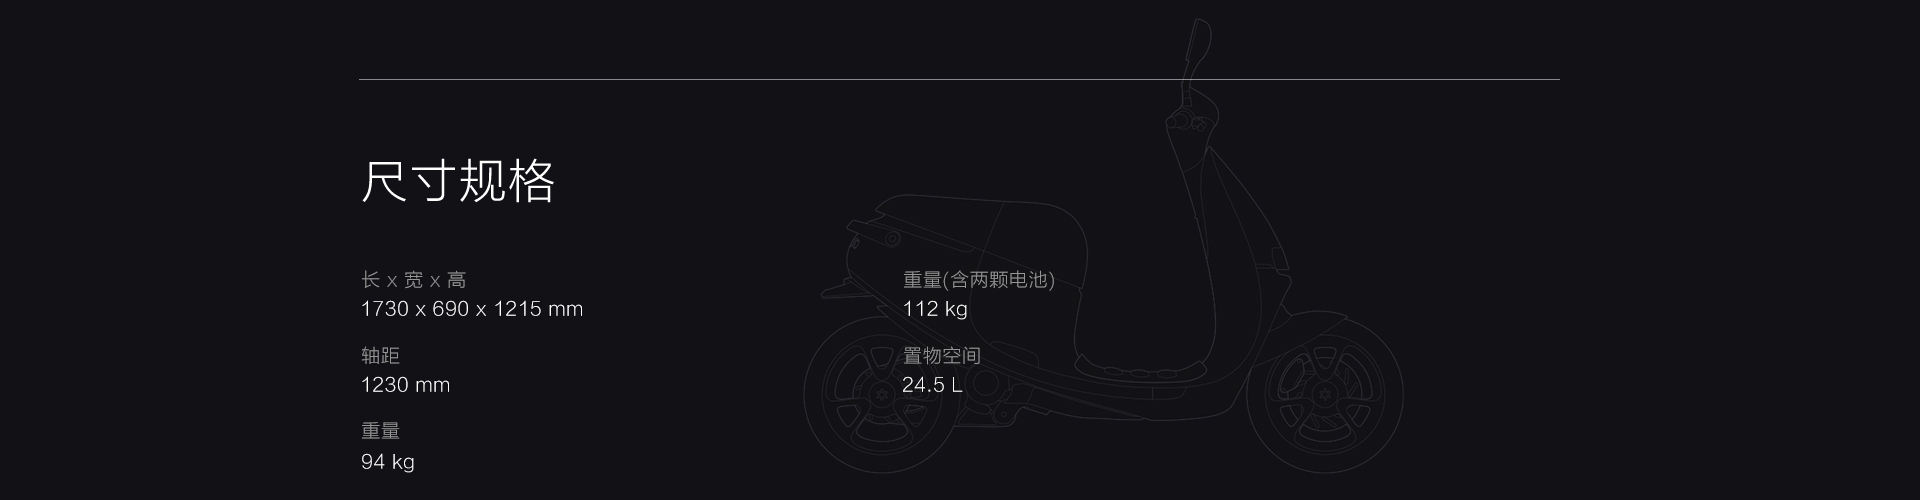 尺寸规格
长 x 宽 x 高
1730 x 690 x 1215 mm
轴距
1230 mm
重量
94 kg
重量(含两颗电池)
112 kg
置物空间
24.5 L